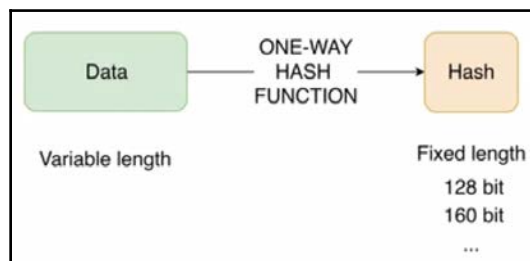 Data
ONE-WAY
HASH
FUNCTION
Hash
Variable length
Fixed length
128 bit
160 bit
...